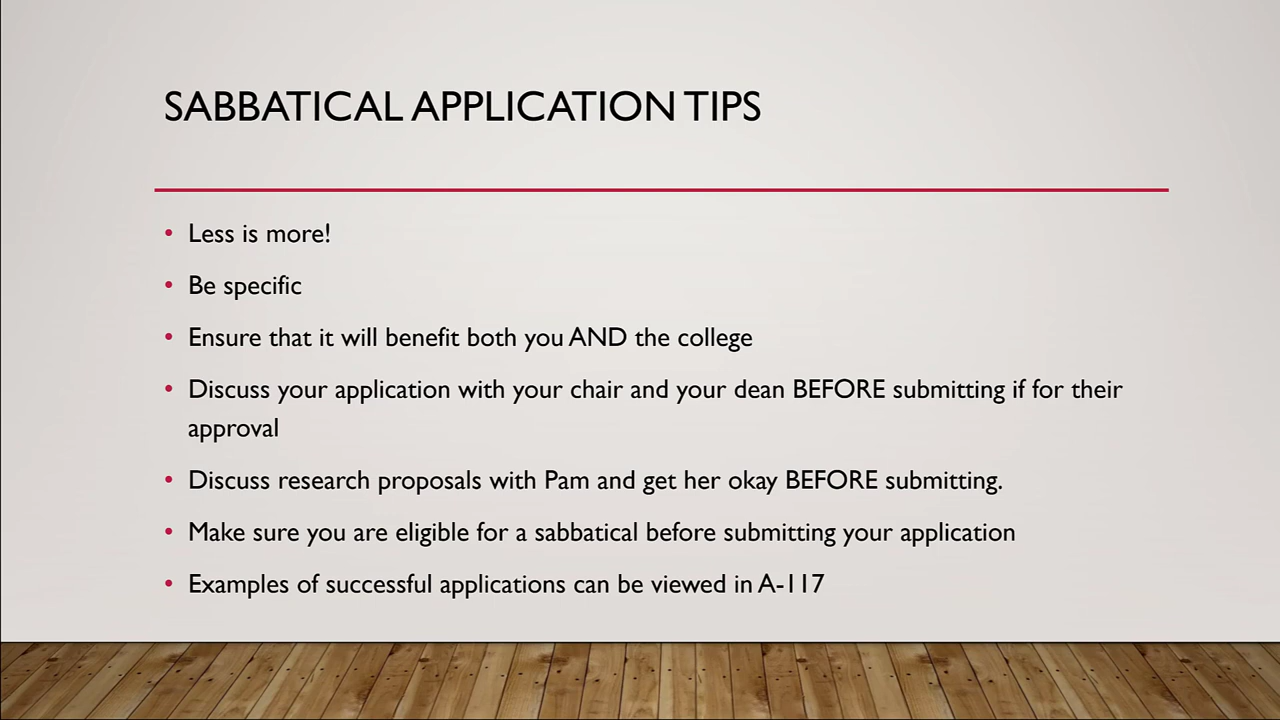 SABBATICAL APPLICATION TIPS
• Less is more!
• Be specific
• Ensure that it will benefit both you AND the college
• Discuss your application with your chair and your dean BEFORE submitting if for their
approval
• Discuss research proposals with Pam and get her okay BEFORE submitting.
• Make sure you are eligible for a sabbatical before submitting your application
• Examples of successful applications can be viewed in A-117